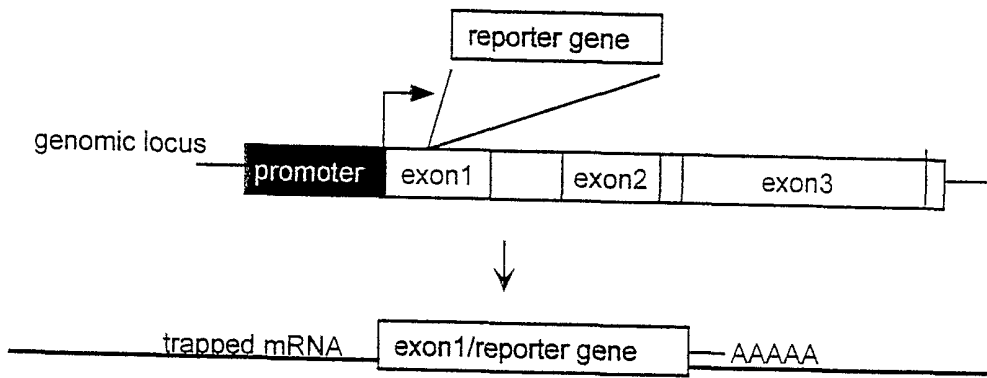 reporter gene
genomic locus
promoter exon1 exon2 exon3
trapped mRNA exon1/reporter gene AAAAA